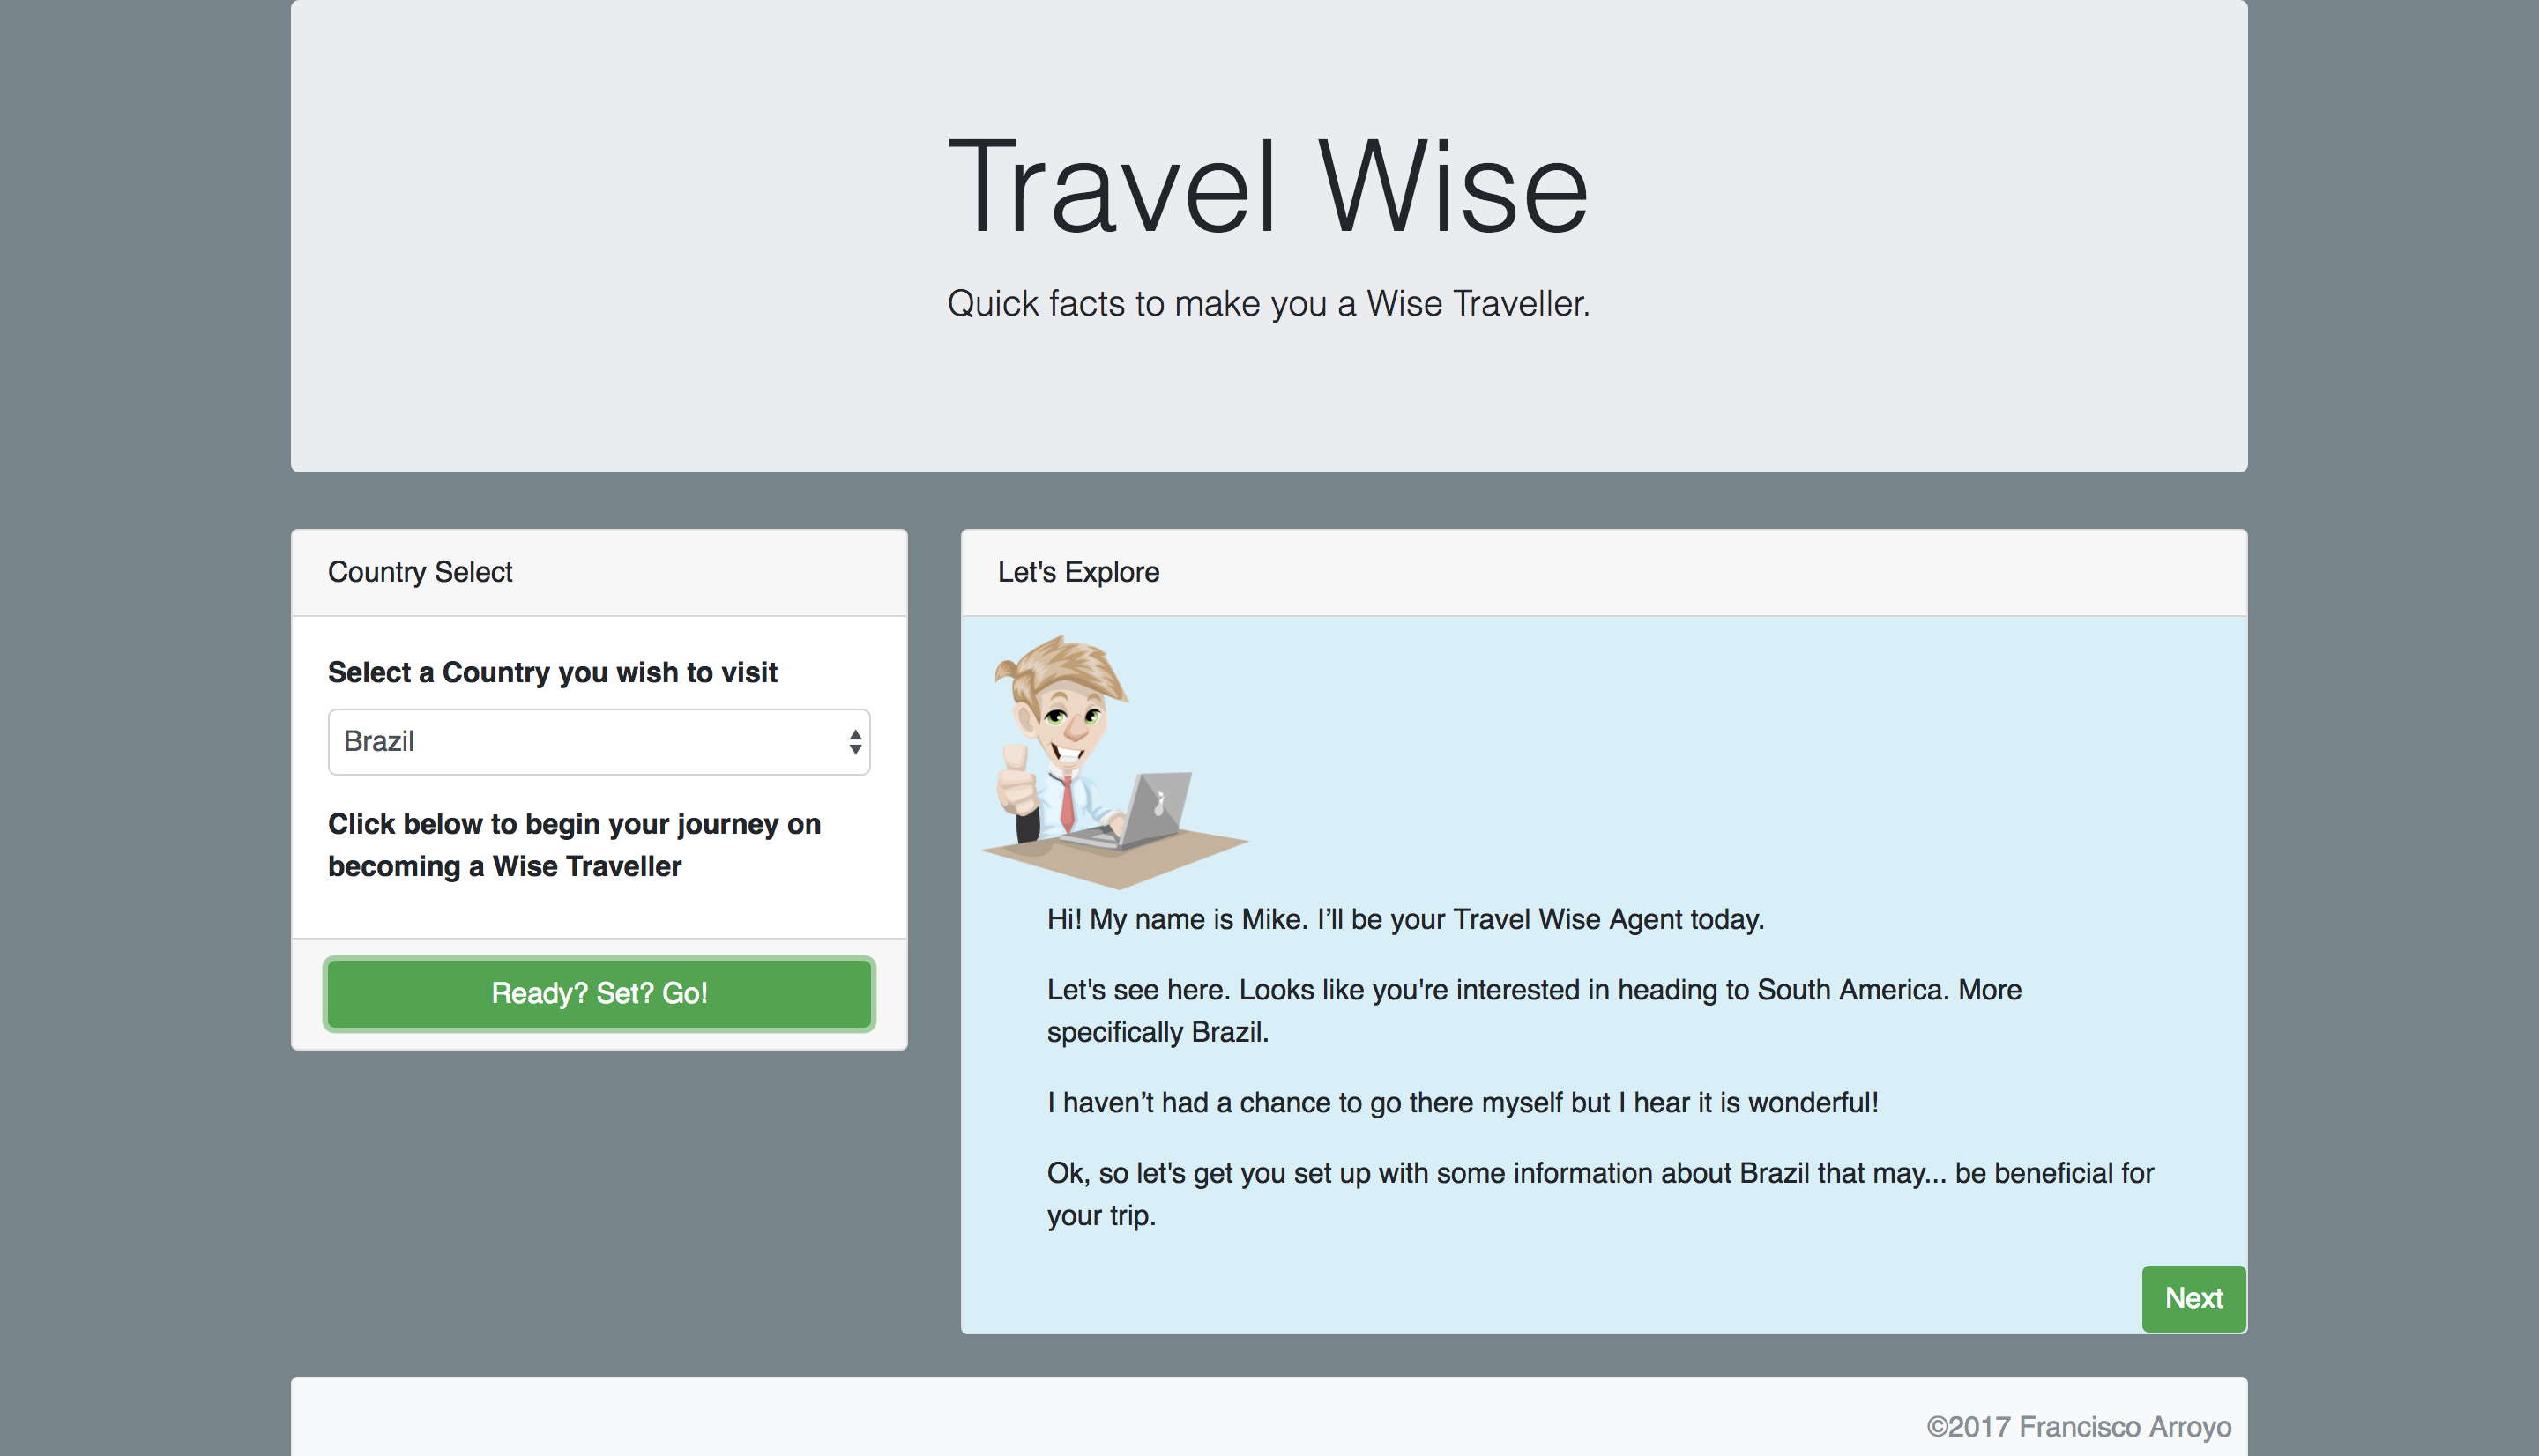 Travel Wise
Quick facts to make you a Wise Traveller.
Country Select
Select a Country you wish to visit
Brazil
Click below to begin your journey on
becoming a Wise Traveller
Ready? Set? Go!
Let's Explore
Hi! My name is Mike. I’ll be your Travel Wise Agent today.
Let's see here. Looks like you're interested in heading to South America. More
specifically Brazil.
I haven’t had a chance to go there myself but I hear it is wonderful!
Ok, so let's get you set up with some information about Brazil that may... be beneficial for
your trip.
Next
©2017 Francisco Arroyo